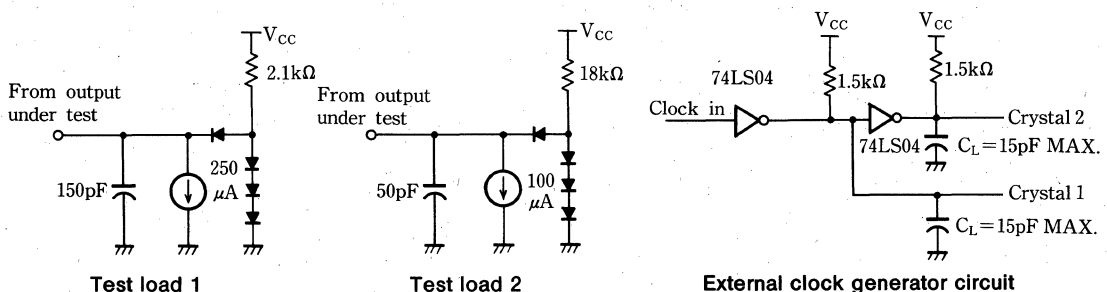 V_CC
2.1kΩ
From output
under test
150pF
250
μA
Test load 1
V_CC
18kΩ
From output
under test
50pF
100
μA
Test load 2
V_CC
V_CC
1.5kΩ
1.5kΩ
74LS04
Clock in
74LS04
Crystal 2
C_L=15pF MAX.
Crystal 1
C_L=15pF MAX.
External clock generator circuit